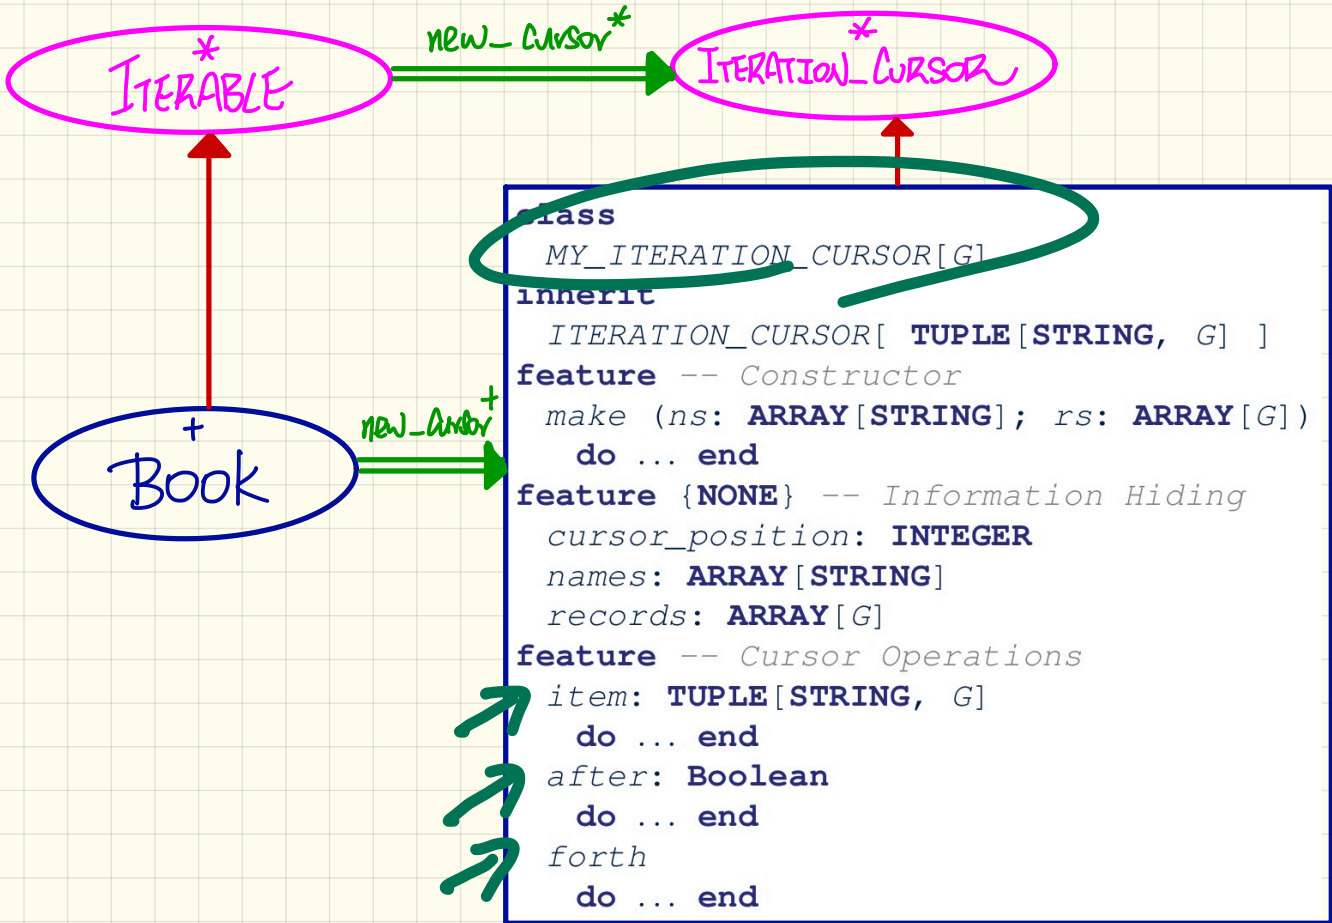 new_cursor*
*
ITERABLE
*
ITERATION_CURSOR
class
MY_ITERATION_CURSOR[G]
inherit
ITERATION_CURSOR[ TUPLE[STRING, G] ]
feature -- Constructor
make (ns: ARRAY[STRING]; rs: ARRAY[G])
do ... end
new_cursor+
+
BOOK
feature {NONE} -- Information Hiding
cursor_position: INTEGER
names: ARRAY[STRING]
records: ARRAY[G]
feature -- Cursor Operations
item: TUPLE[STRING, G]
do ... end
after: Boolean
do ... end
forth
do ... end